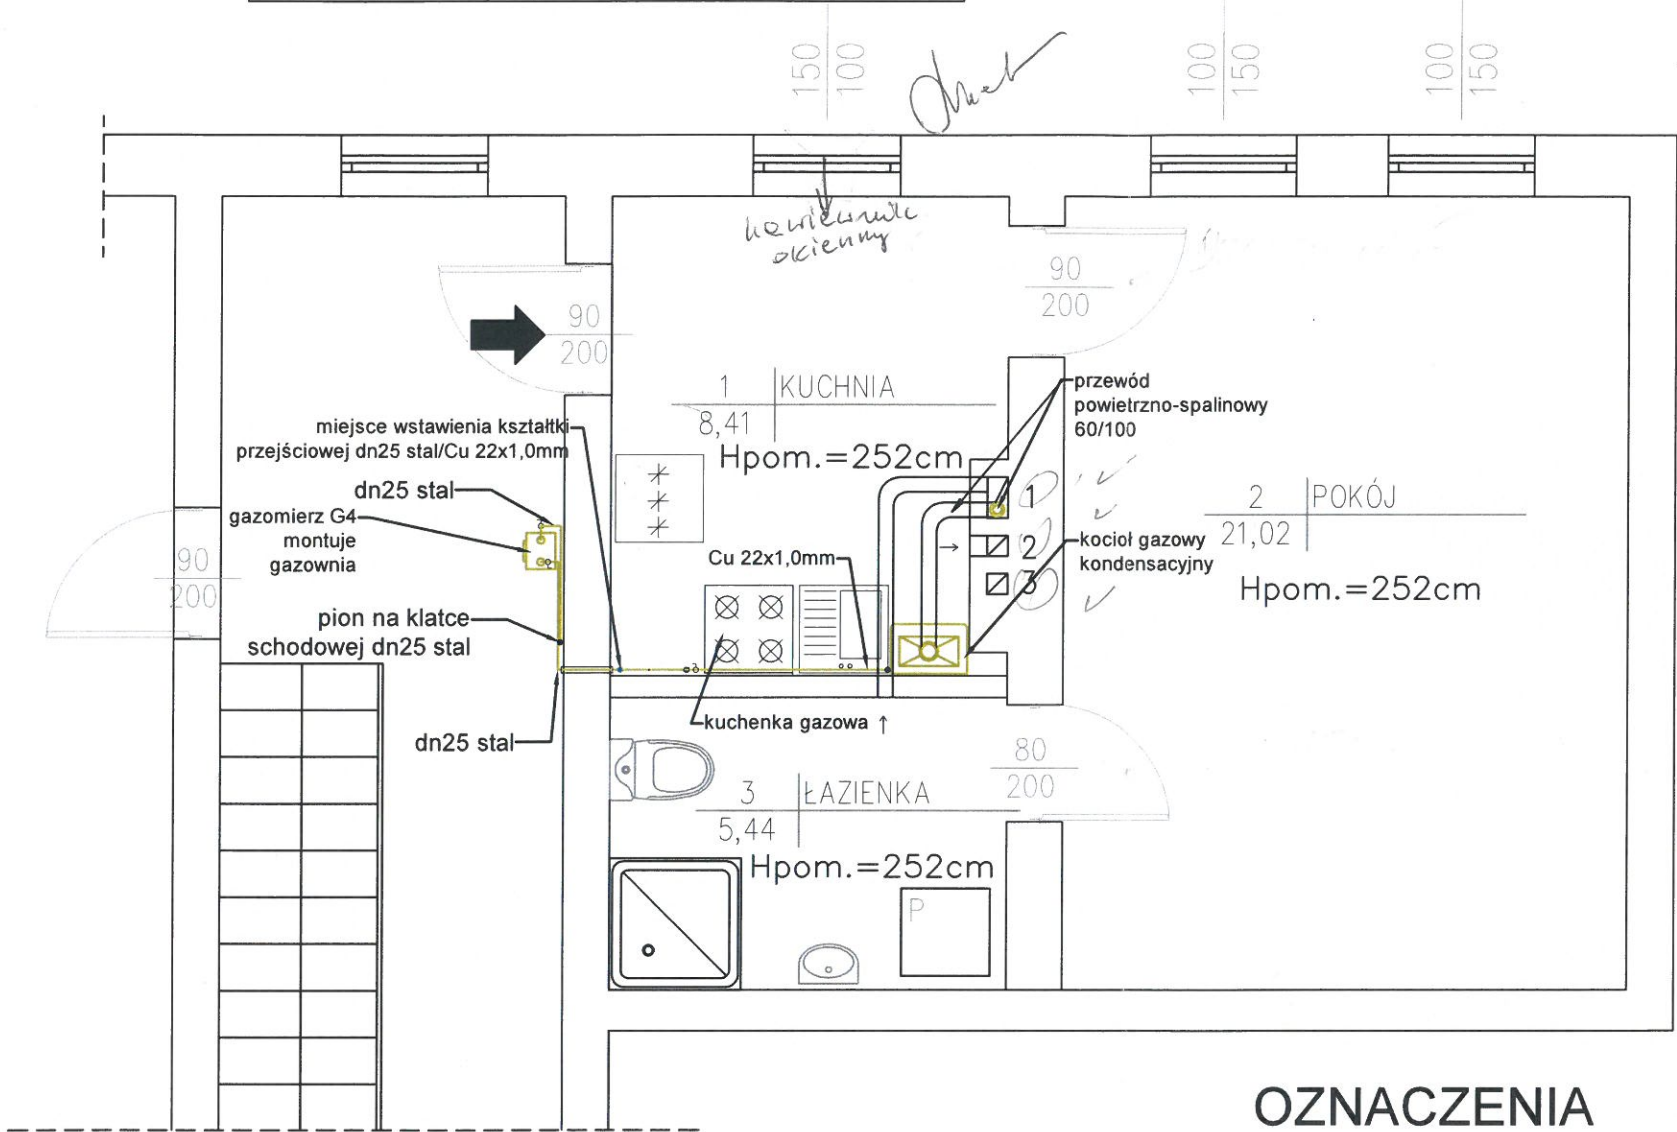 150
100
100
150
100
150
nawiewnik
okienny
90
200
90
200
1 KUCHNIA
8,41
Hpom.=252cm
przewód
powietrzno-spalinowy
60/100
miejsce wstawienia kształtki
przejściowej dn25 stal/Cu 22x1,0mm
dn25 stal
gazomierz G4
montuje
gazownia
90
200
1
2
3
2 POKÓJ
21,02
Hpom.=252cm
kocioł gazowy
kondensacyjny
Cu 22x1,0mm
pion na klatce
schodowej dn25 stal
kuchenka gazowa
dn25 stal
80
200
3 ŁAZIENKA
5,44
Hpom.=252cm
P
OZNACZENIA